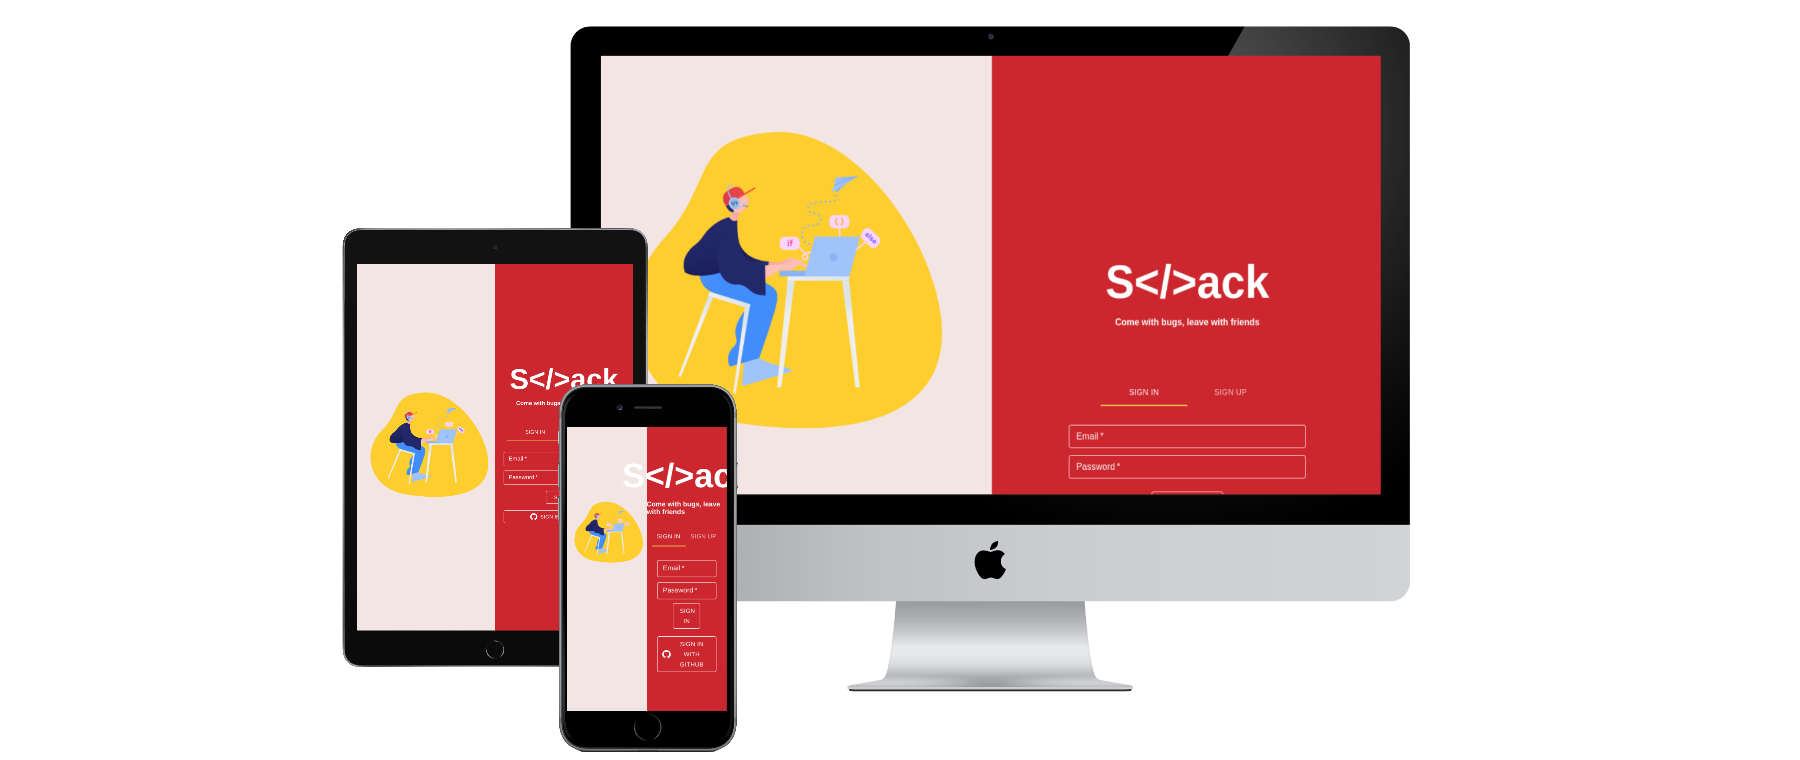 if
{ }
else
S</>ack
Come with bugs, leave with friends
SIGN IN
SIGN UP
Email *
Password *
S</>ack
Come with bugs
SIGN IN
Email *
Password *
SIGN
S</>ac
Come with bugs, leave
with friends
SIGN IN
SIGN UP
Email *
Password *
SIGN
IN
SIGN IN
WITH
GITHUB